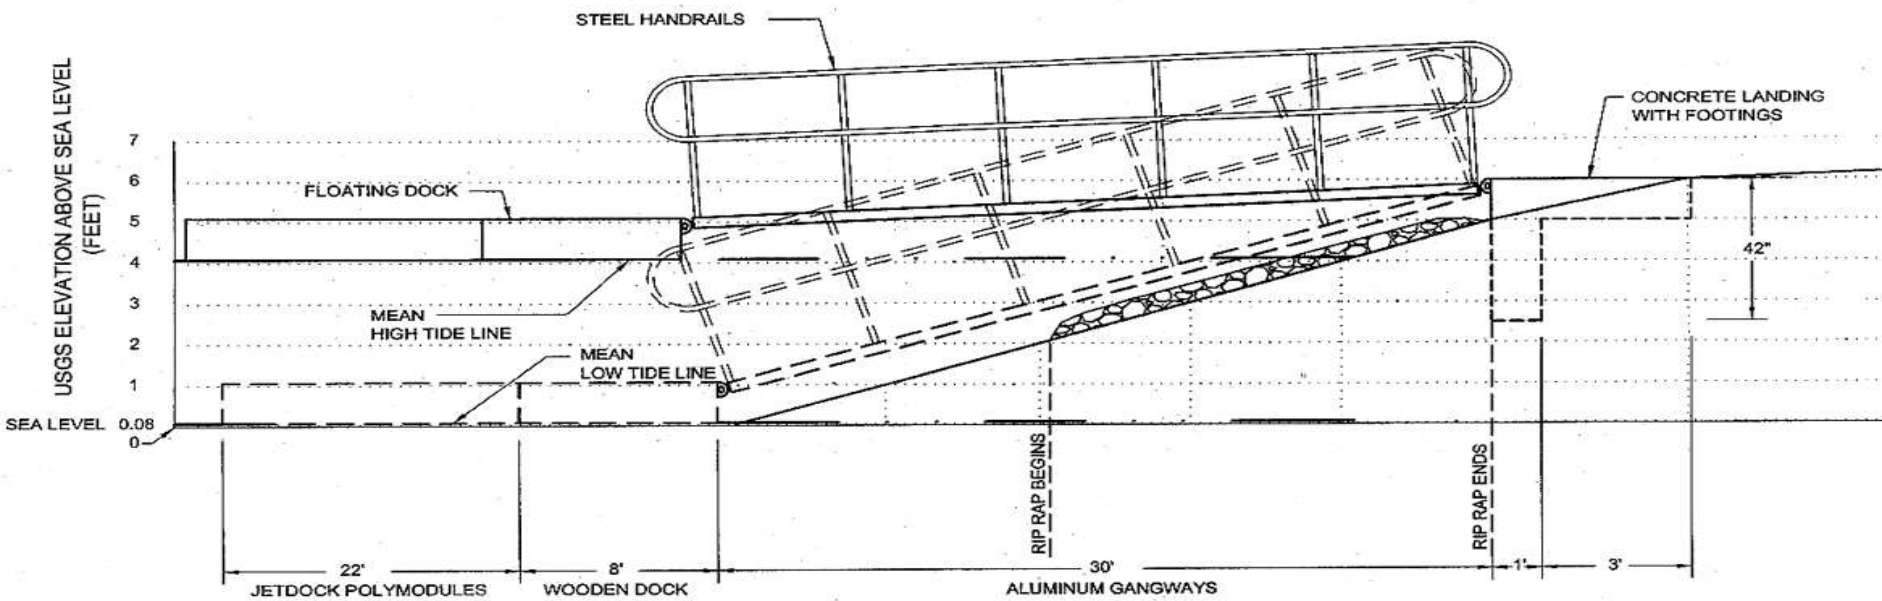 STEEL HANDRAILS
CONCRETE LANDING
WITH FOOTINGS
USGS ELEVATION ABOVE SEA LEVEL
(FEET)
7
6
5
4
3
2
1
SEA LEVEL 0.08
0
FLOATING DOCK
42"
MEAN
HIGH TIDE LINE
MEAN
LOW TIDE LINE
RIP RAP BEGINS
RIP RAP ENDS
22'
8'
30'
1'
3'
JETDOCK POLYMODULES
WOODEN DOCK
ALUMINUM GANGWAYS